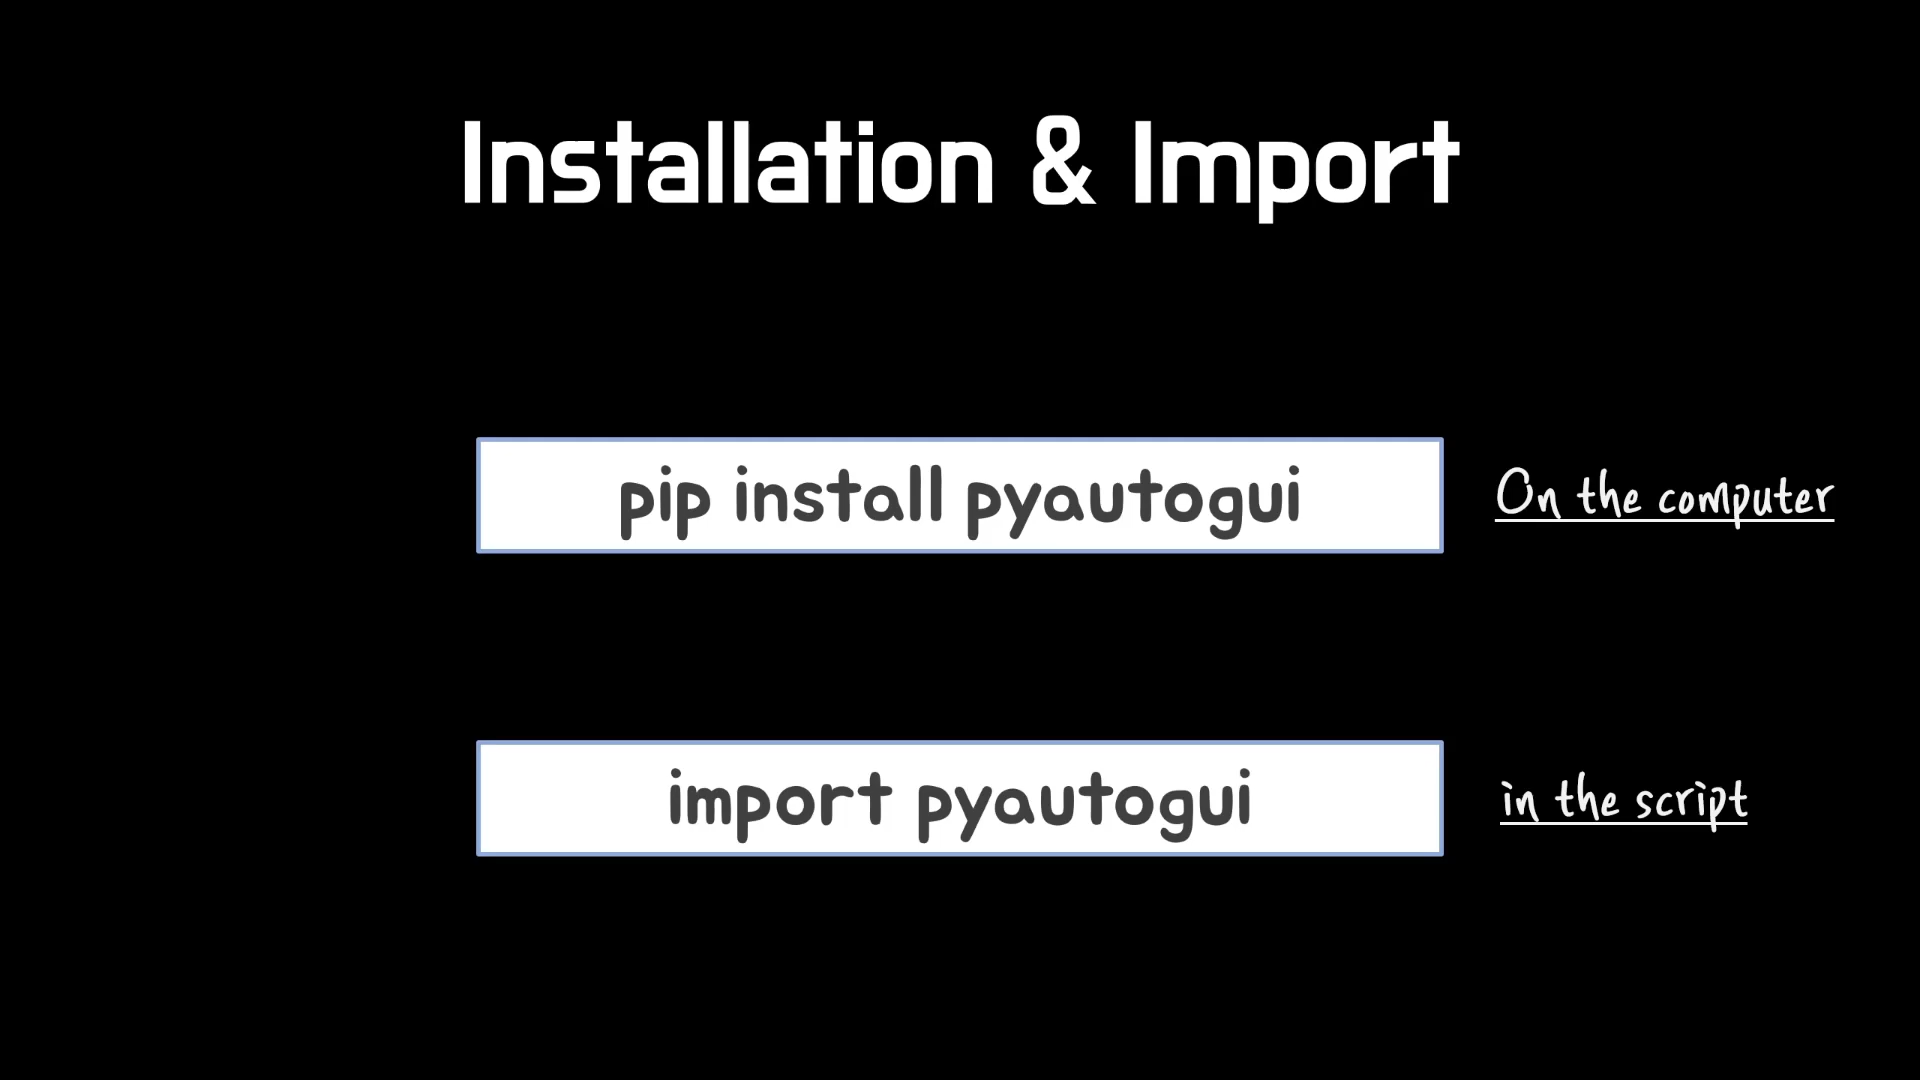 Installation & Import
pip install pyautogui
On the computer
import pyautogui
in the script